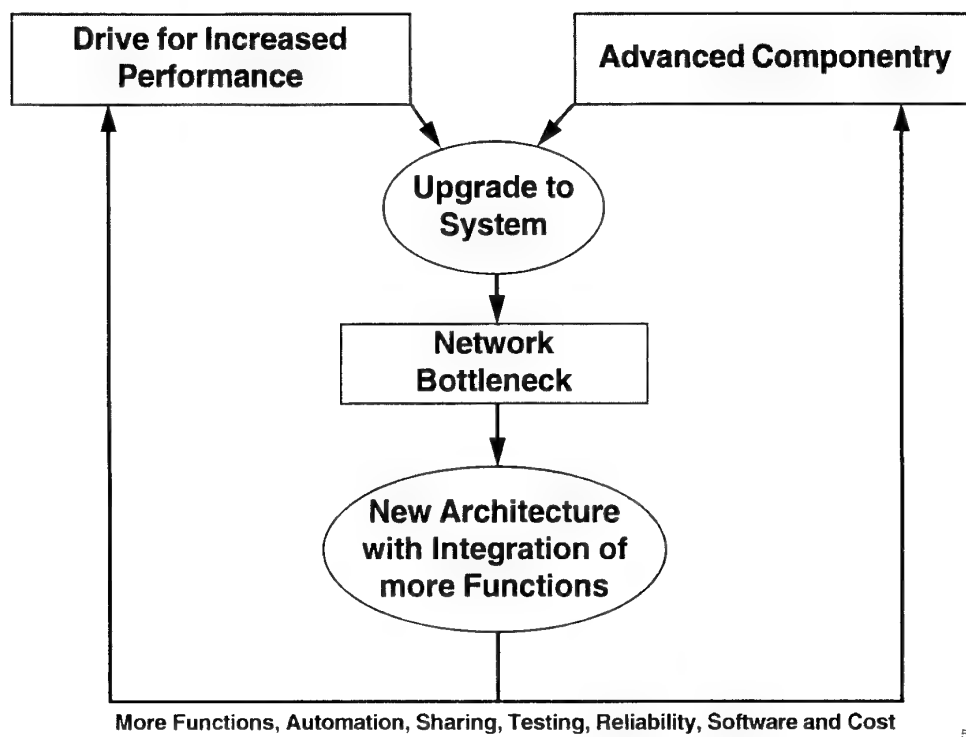 Drive for Increased
Performance
Advanced Componentry
Upgrade to
System
Network
Bottleneck
New Architecture
with Integration of
more Functions
More Functions, Automation, Sharing, Testing, Reliability, Software and Cost